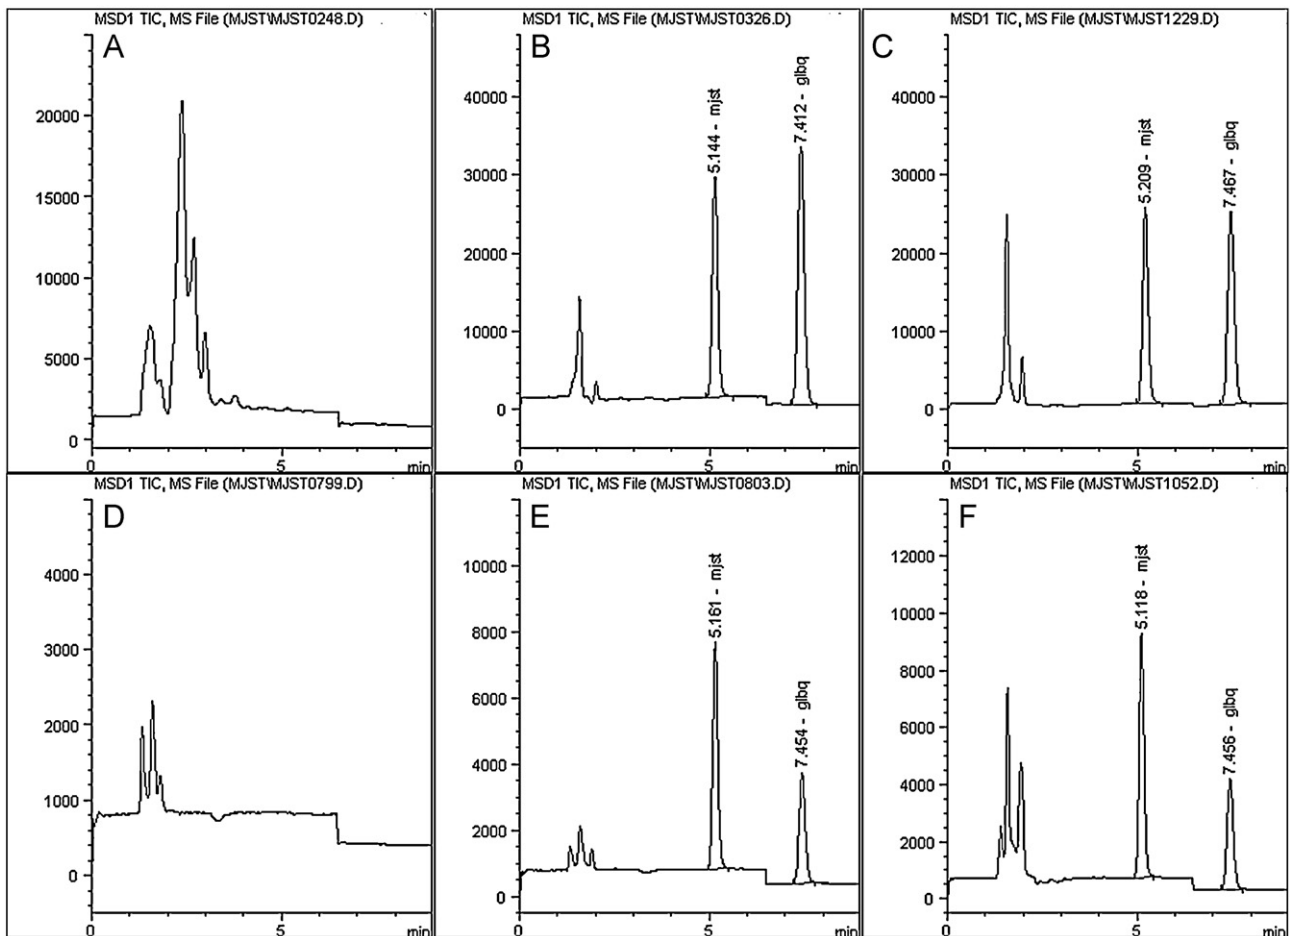 MSD1 TIC, MS File (MJST\MJST0248.D)
A
20000
15000
10000
5000
0
0
5
min
MSD1 TIC, MS File (MJST\MJST0326.D)
B
40000
30000
20000
10000
0
5.144 - mjst
7.412 - glbq
0
5
min
MSD1 TIC, MS File (MJST\MJST1229.D)
C
40000
30000
20000
10000
0
5.209 - mjst
7.467 - glbq
0
5
min
MSD1 TIC, MS File (MJST\MJST0799.D)
D
4000
3000
2000
1000
0
0
5
min
MSD1 TIC, MS File (MJST\MJST0803.D)
E
10000
8000
6000
4000
2000
0
5.161 - mjst
7.454 - glbq
0
5
min
MSD1 TIC, MS File (MJST\MJST1052.D)
F
12000
10000
8000
6000
4000
2000
0
5.118 - mjst
7.456 - glbq
0
5
min